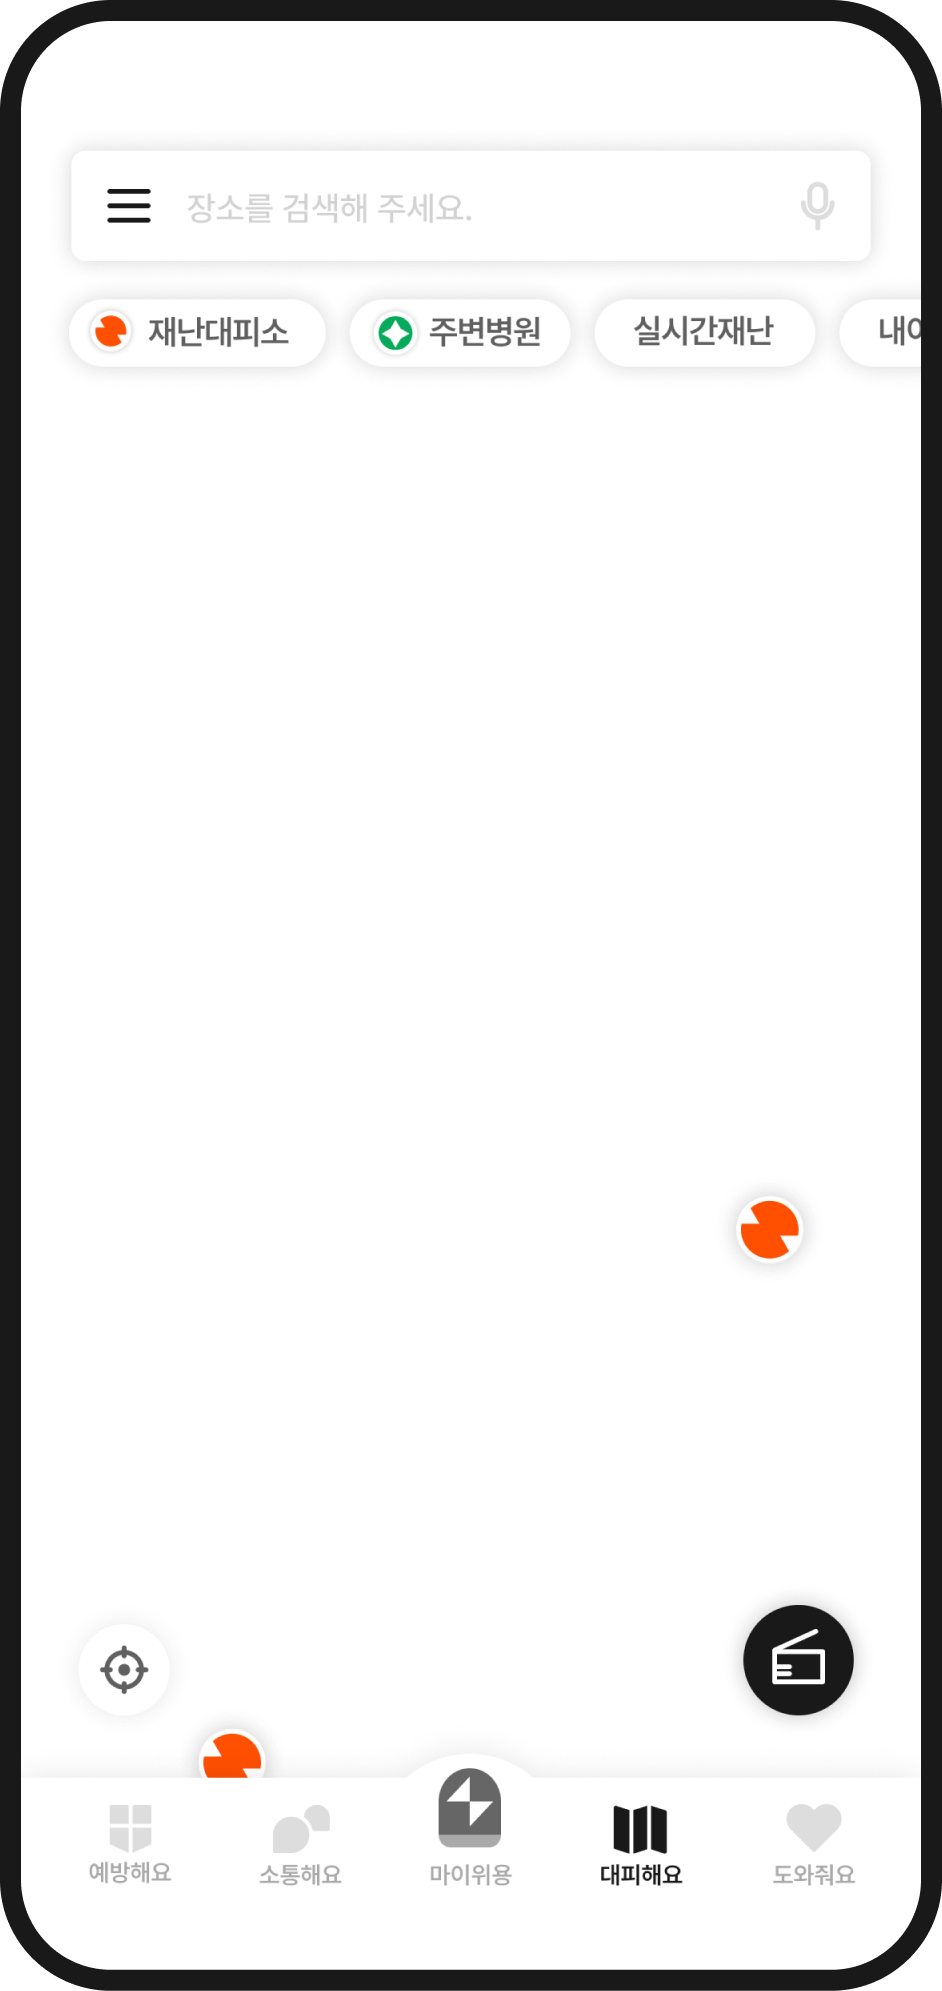 장소를 검색해 주세요.
재난대피소 주변병원 실시간재난 내
예방해요 소통해요 마이위용 대피해요 도와줘요